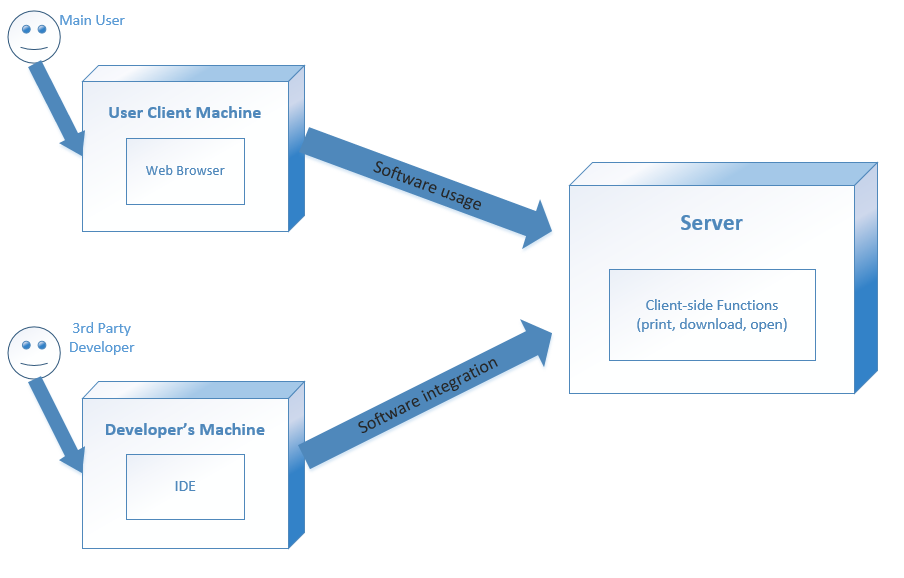 Main User
User Client Machine
Web Browser
Software usage
Server
Client-side Functions
(print, download, open)
3rd Party
Developer
Developer's Machine
IDE
Software integration